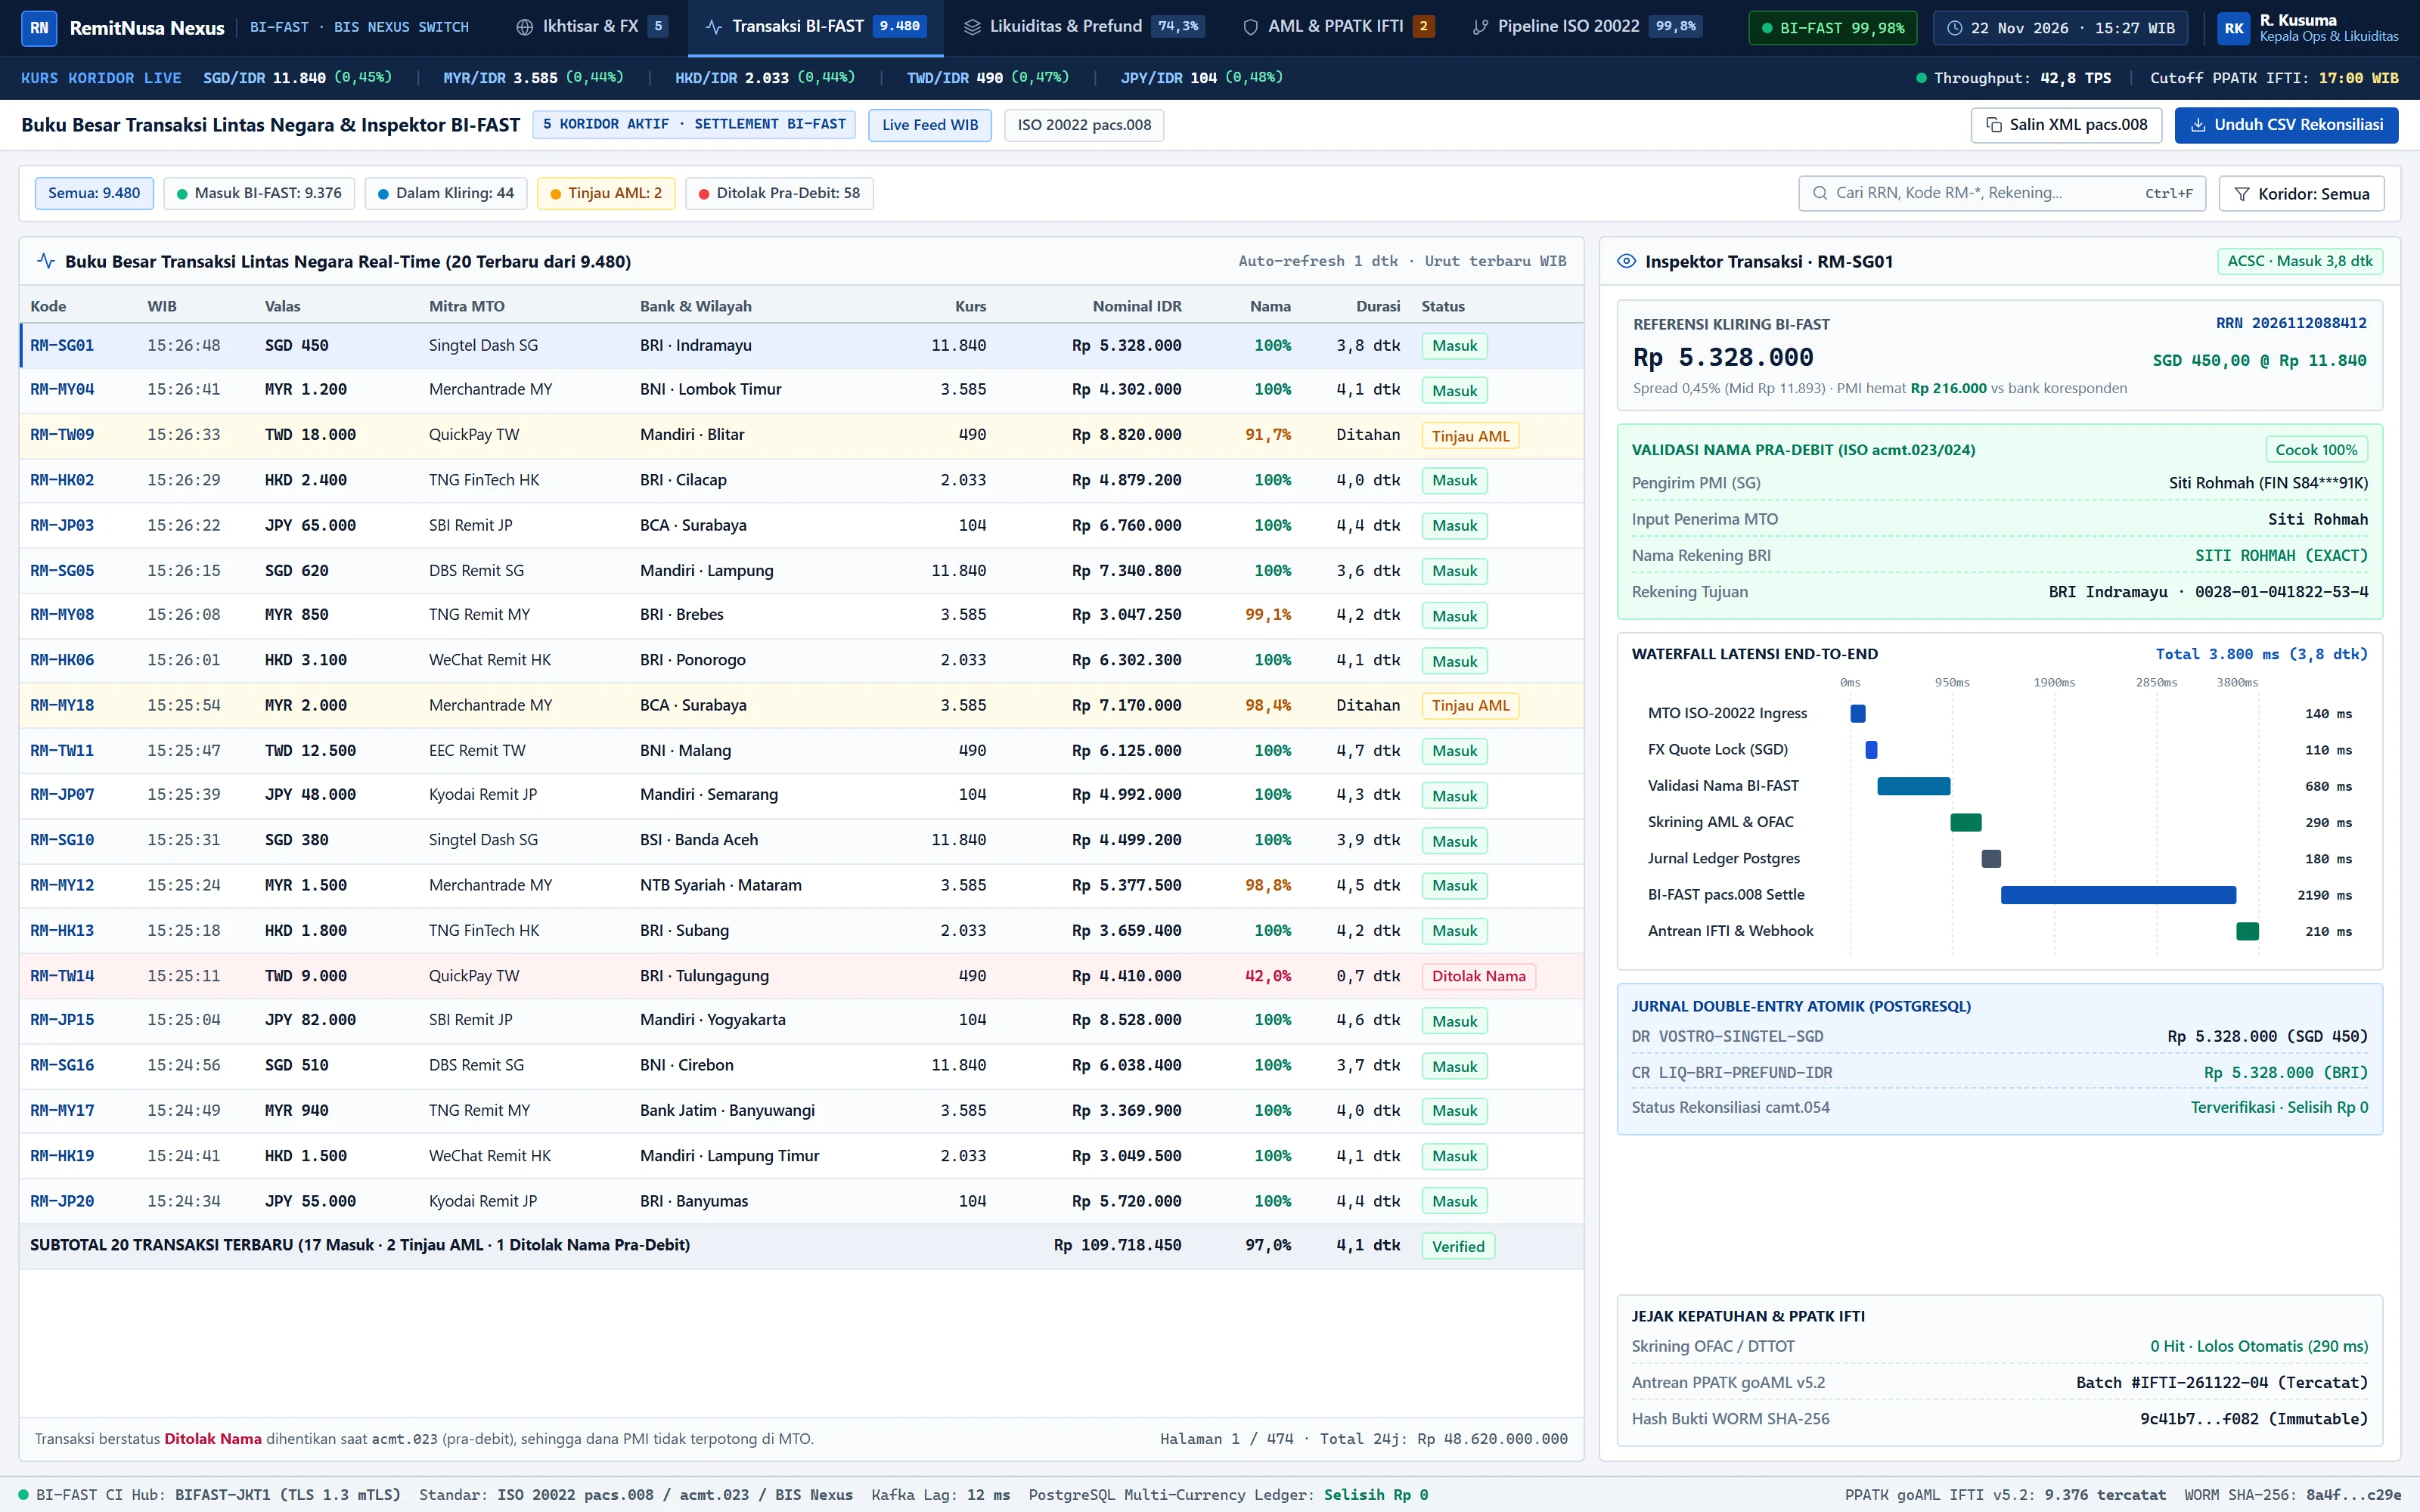 RN RemitNusa Nexus BI-FAST · BIS NEXUS SWITCH Ikhtisar & FX 5 Transaksi BI-FAST 9.480 Likuiditas & Prefund 74,3% AML & PPATK IFTI 2 Pipeline ISO 20022 99,8% BI-FAST 99,98% 22 Nov 2026 · 15:27 WIB RK R. Kusuma
Kepala Ops & Likuiditas
KURS KORIDOR LIVE SGD/IDR 11.840 (0,45%) | MYR/IDR 3.585 (0,44%) | HKD/IDR 2.033 (0,44%) | TWD/IDR 490 (0,47%) | JPY/IDR 104 (0,48%) Throughput: 42,8 TPS | Cutoff PPATK IFTI: 17:00 WIB
Buku Besar Transaksi Lintas Negara & Inspektor BI-FAST 5 KORIDOR AKTIF · SETTLEMENT BI-FAST Live Feed WIB ISO 20022 pacs.008 Salin XML pacs.008 Unduh CSV Rekonsiliasi
Semua: 9.480 Masuk BI-FAST: 9.376 Dalam Kliring: 44 Tinjau AML: 2 Ditolak Pra-Debit: 58 Cari RRN, Kode RM-*, Rekening... Ctrl+F Koridor: Semua
Buku Besar Transaksi Lintas Negara Real-Time (20 Terbaru dari 9.480) Auto-refresh 1 dtk · Urut terbaru WIB
Kode WIB Valas Mitra MTO Bank & Wilayah Kurs Nominal IDR Nama Durasi Status
RM-SG01 15:26:48 SGD 450 Singtel Dash SG BRI · Indramayu 11.840 Rp 5.328.000 100% 3,8 dtk Masuk
RM-MY04 15:26:41 MYR 1.200 Merchantrade MY BNI · Lombok Timur 3.585 Rp 4.302.000 100% 4,1 dtk Masuk
RM-TW09 15:26:33 TWD 18.000 QuickPay TW Mandiri · Blitar 490 Rp 8.820.000 91,7% Ditahan Tinjau AML
RM-HK02 15:26:29 HKD 2.400 TNG FinTech HK BRI · Cilacap 2.033 Rp 4.879.200 100% 4,0 dtk Masuk
RM-JP03 15:26:22 JPY 65.000 SBI Remit JP BCA · Surabaya 104 Rp 6.760.000 100% 4,4 dtk Masuk
RM-SG05 15:26:15 SGD 620 DBS Remit SG Mandiri · Lampung 11.840 Rp 7.340.800 100% 3,6 dtk Masuk
RM-MY08 15:26:08 MYR 850 TNG Remit MY BRI · Brebes 3.585 Rp 3.047.250 99,1% 4,2 dtk Masuk
RM-HK06 15:26:01 HKD 3.100 WeChat Remit HK BRI · Ponorogo 2.033 Rp 6.302.300 100% 4,1 dtk Masuk
RM-MY18 15:25:54 MYR 2.000 Merchantrade MY BCA · Surabaya 3.585 Rp 7.170.000 98,4% Ditahan Tinjau AML
RM-TW11 15:25:47 TWD 12.500 EEC Remit TW BNI · Malang 490 Rp 6.125.000 100% 4,7 dtk Masuk
RM-JP07 15:25:39 JPY 48.000 Kyodai Remit JP Mandiri · Semarang 104 Rp 4.992.000 100% 4,3 dtk Masuk
RM-SG10 15:25:31 SGD 380 Singtel Dash SG BSI · Banda Aceh 11.840 Rp 4.499.200 100% 3,9 dtk Masuk
RM-MY12 15:25:24 MYR 1.500 Merchantrade MY NTB Syariah · Mataram 3.585 Rp 5.377.500 98,8% 4,5 dtk Masuk
RM-HK13 15:25:18 HKD 1.800 TNG FinTech HK BRI · Subang 2.033 Rp 3.659.400 100% 4,2 dtk Masuk
RM-TW14 15:25:11 TWD 9.000 QuickPay TW BRI · Tulungagung 490 Rp 4.410.000 42,0% 0,7 dtk Ditolak Nama
RM-JP15 15:25:04 JPY 82.000 SBI Remit JP Mandiri · Yogyakarta 104 Rp 8.528.000 100% 4,6 dtk Masuk
RM-SG16 15:24:56 SGD 510 DBS Remit SG BNI · Cirebon 11.840 Rp 6.038.400 100% 3,7 dtk Masuk
RM-MY17 15:24:49 MYR 940 TNG Remit MY Bank Jatim · Banyuwangi 3.585 Rp 3.369.900 100% 4,0 dtk Masuk
RM-HK19 15:24:41 HKD 1.500 WeChat Remit HK Mandiri · Lampung Timur 2.033 Rp 3.049.500 100% 4,1 dtk Masuk
RM-JP20 15:24:34 JPY 55.000 Kyodai Remit JP BRI · Banyumas 104 Rp 5.720.000 100% 4,4 dtk Masuk
SUBTOTAL 20 TRANSAKSI TERBARU (17 Masuk · 2 Tinjau AML · 1 Ditolak Nama Pra-Debit) Rp 109.718.450 97,0% 4,1 dtk Verified
Transaksi berstatus Ditolak Nama dihentikan saat acmt.023 (pra-debit), sehingga dana PMI tidak terpotong di MTO. Halaman 1 / 474 · Total 24j: Rp 48.620.000.000
Inspektor Transaksi · RM-SG01 ACSC · Masuk 3,8 dtk
REFERENSI KLIRING BI-FAST RRN 2026112088412
Rp 5.328.000 SGD 450,00 @ Rp 11.840
Spread 0,45% (Mid Rp 11.893) · PMI hemat Rp 216.000 vs bank koresponden
VALIDASI NAMA PRA-DEBIT (ISO acmt.023/024) Cocok 100%
Pengirim PMI (SG) Siti Rohmah (FIN S84***91K)
Input Penerima MTO Siti Rohmah
Nama Rekening BRI SITI ROHMAH (EXACT)
Rekening Tujuan BRI Indramayu · 0028-01-041822-53-4
WATERFALL LATENSI END-TO-END Total 3.800 ms (3,8 dtk)
0ms 950ms 1900ms 2850ms 3800ms
MTO ISO-20022 Ingress 140 ms
FX Quote Lock (SGD) 110 ms
Validasi Nama BI-FAST 680 ms
Skrining AML & OFAC 290 ms
Jurnal Ledger Postgres 180 ms
BI-FAST pacs.008 Settle 2190 ms
Antrean IFTI & Webhook 210 ms
JURNAL DOUBLE-ENTRY ATOMIK (POSTGRESQL)
DR VOSTRO-SINGTEL-SGD Rp 5.328.000 (SGD 450)
CR LIQ-BRI-PREFUND-IDR Rp 5.328.000 (BRI)
Status Rekonsiliasi camt.054 Terverifikasi · Selisih Rp 0
JEJAK KEPATUHAN & PPATK IFTI
Skrining OFAC / DTTOT 0 Hit · Lolos Otomatis (290 ms)
Antrean PPATK goAML v5.2 Batch #IFTI-261122-04 (Tercatat)
Hash Bukti WORM SHA-256 9c41b7...f082 (Immutable)
BI-FAST CI Hub: BIFAST-JKT1 (TLS 1.3 mTLS) Standar: ISO 20022 pacs.008 / acmt.023 / BIS Nexus Kafka Lag: 12 ms PostgreSQL Multi-Currency Ledger: Selisih Rp 0 PPATK goAML IFTI v5.2: 9.376 tercatat WORM SHA-256: 8a4f...c29e